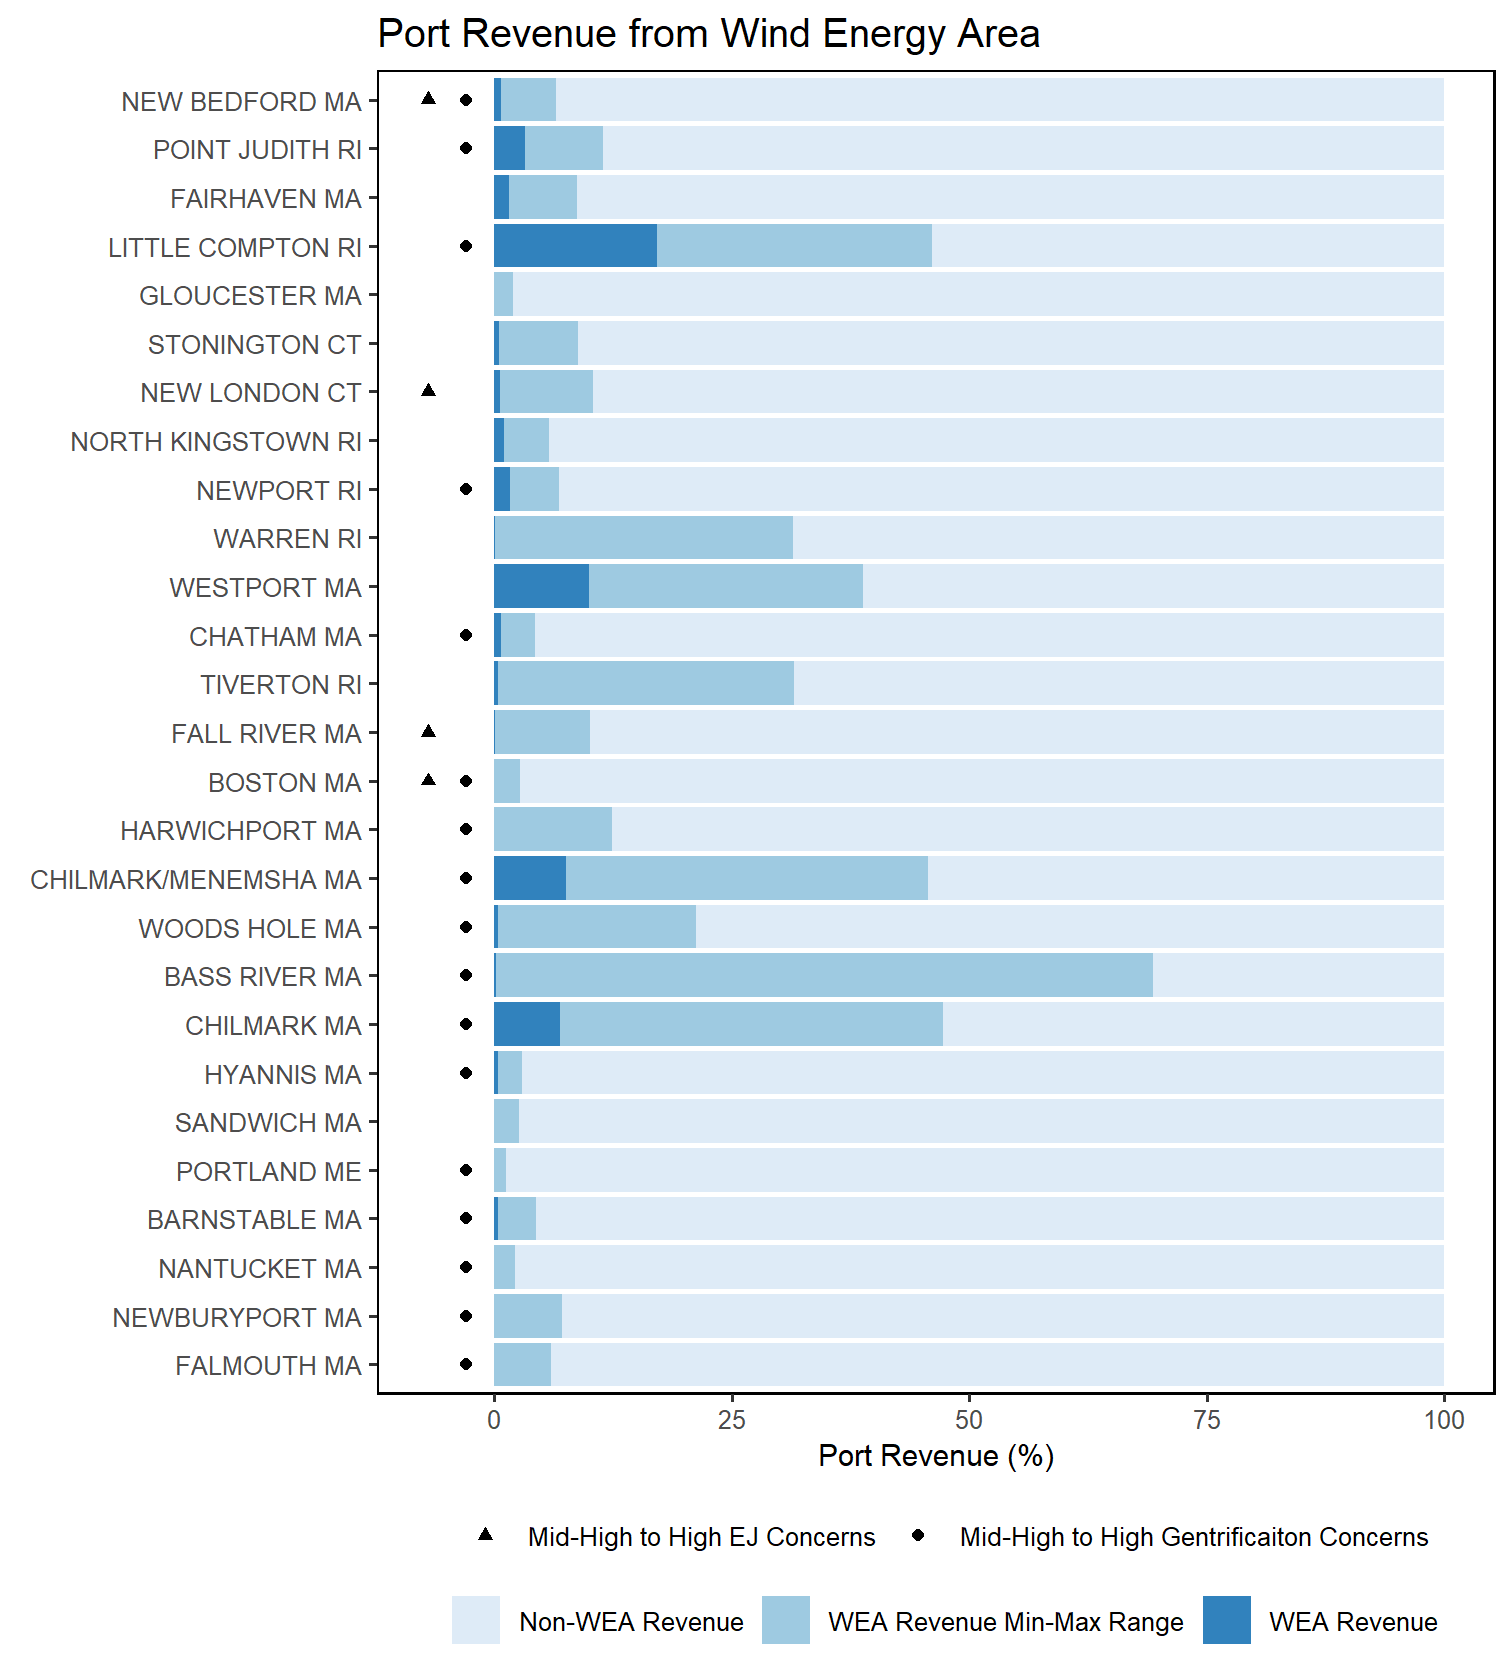 Port Revenue from Wind Energy Area
NEW BEDFORD MA
POINT JUDITH RI
FAIRHAVEN MA
LITTLE COMPTON RI
GLOUCESTER MA
STONINGTON CT
NEW LONDON CT
NORTH KINGSTOWN RI
NEWPORT RI
WARREN RI
WESTPORT MA
CHATHAM MA
TIVERTON RI
FALL RIVER MA
BOSTON MA
HARWICHPORT MA
CHILMARK/MENEMSHA MA
WOODS HOLE MA
BASS RIVER MA
CHILMARK MA
HYANNIS MA
SANDWICH MA
PORTLAND ME
BARNSTABLE MA
NANTUCKET MA
NEWBURYPORT MA
FALMOUTH MA
0 25 50 75 100
Port Revenue (%)
Mid-High to High EJ Concerns Mid-High to High Gentrificaiton Concerns
Non-WEA Revenue WEA Revenue Min-Max Range WEA Revenue